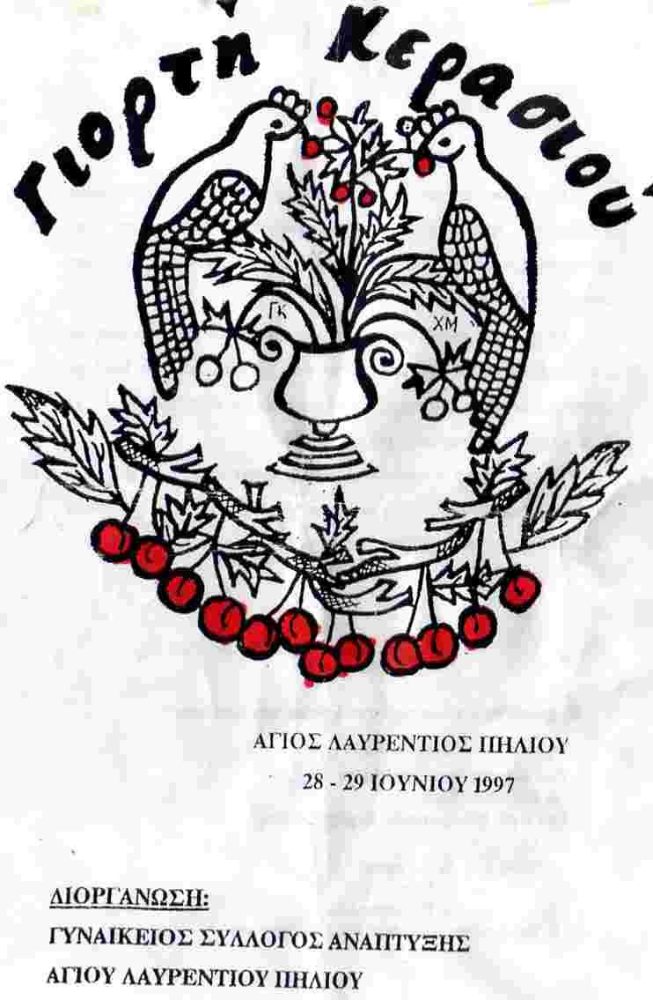 Γιορτή Κερασιού
ΓΚ
ΧΜ
ΑΓΙΟΣ ΛΑΥΡΕΝΤΙΟΣ ΠΗΛΙΟΥ
28 - 29 ΙΟΥΝΙΟΥ 1997
ΔΙΟΡΓΑΝΩΣΗ:
ΓΥΝΑΙΚΕΙΟΣ ΣΥΛΛΟΓΟΣ ΑΝΑΠΤΥΞΗΣ
ΑΓΙΟΥ ΛΑΥΡΕΝΤΙΟΥ ΠΗΛΙΟΥ